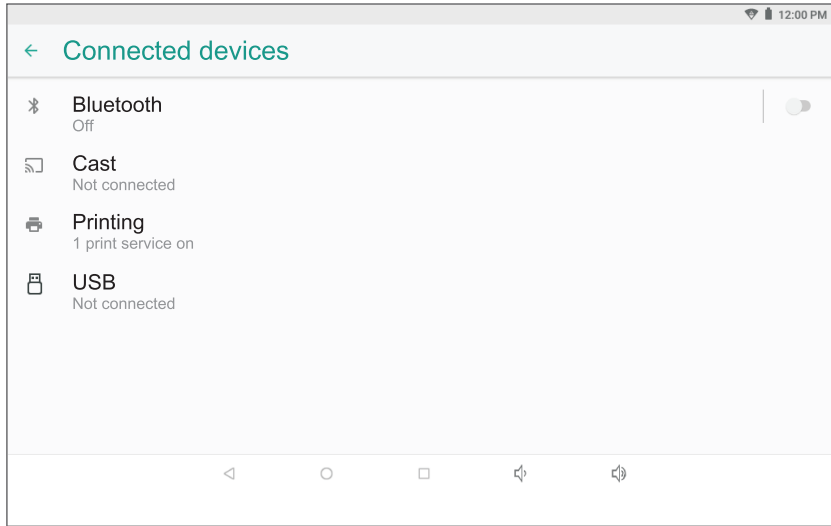 12:00 PM
Connected devices
Bluetooth
Off
Cast
Not connected
Printing
1 print service on
USB
Not connected